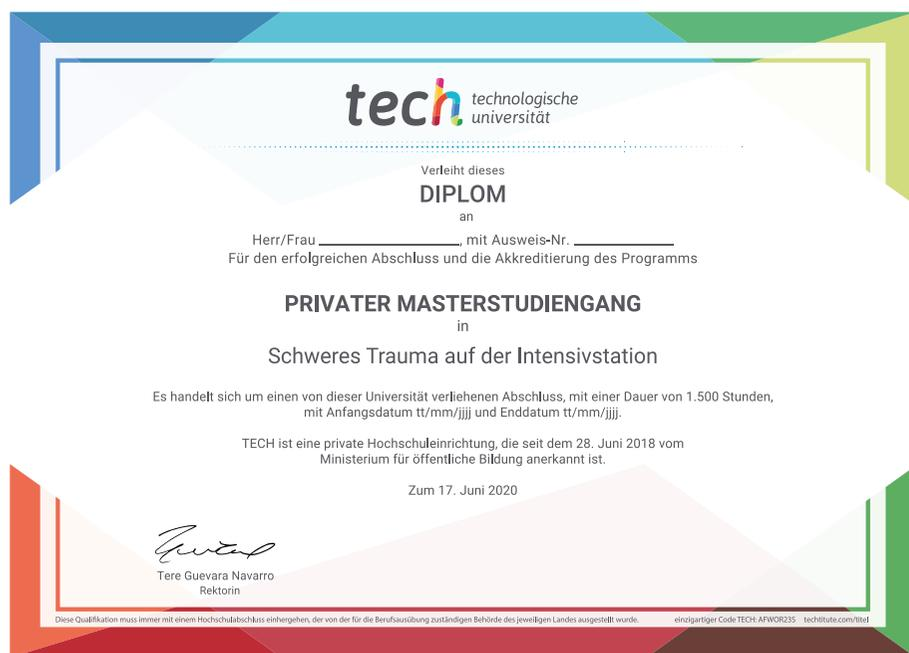 tech technologische
universität
Verleiht dieses
DIPLOM
an
Herr/Frau ____________, mit Ausweis-Nr. ____________
Für den erfolgreichen Abschluss und die Akkreditierung des Programms
PRIVATER MASTERSTUDIENGANG
in
Schweres Trauma auf der Intensivstation
Es handelt sich um einen von dieser Universität verliehenen Abschluss, mit einer Dauer von 1.500 Stunden,
mit Anfangsdatum tt/mm/jjjj und Enddatum tt/mm/jjjj.
TECH ist eine private Hochschuleinrichtung, die seit dem 28. Juni 2018 vom
Ministerium für öffentliche Bildung anerkannt ist.
Zum 17. Juni 2020
Tere Guevara Navarro
Rektorin
Diese Qualifikation muss immer mit einem Hochschulabschluss einhergehen, der von der für die Berufsausübung zuständigen Behörde des jeweiligen Landes ausgestellt wurde. einzigartiger Code TECH: AFWOR23S techtitute.com/titel